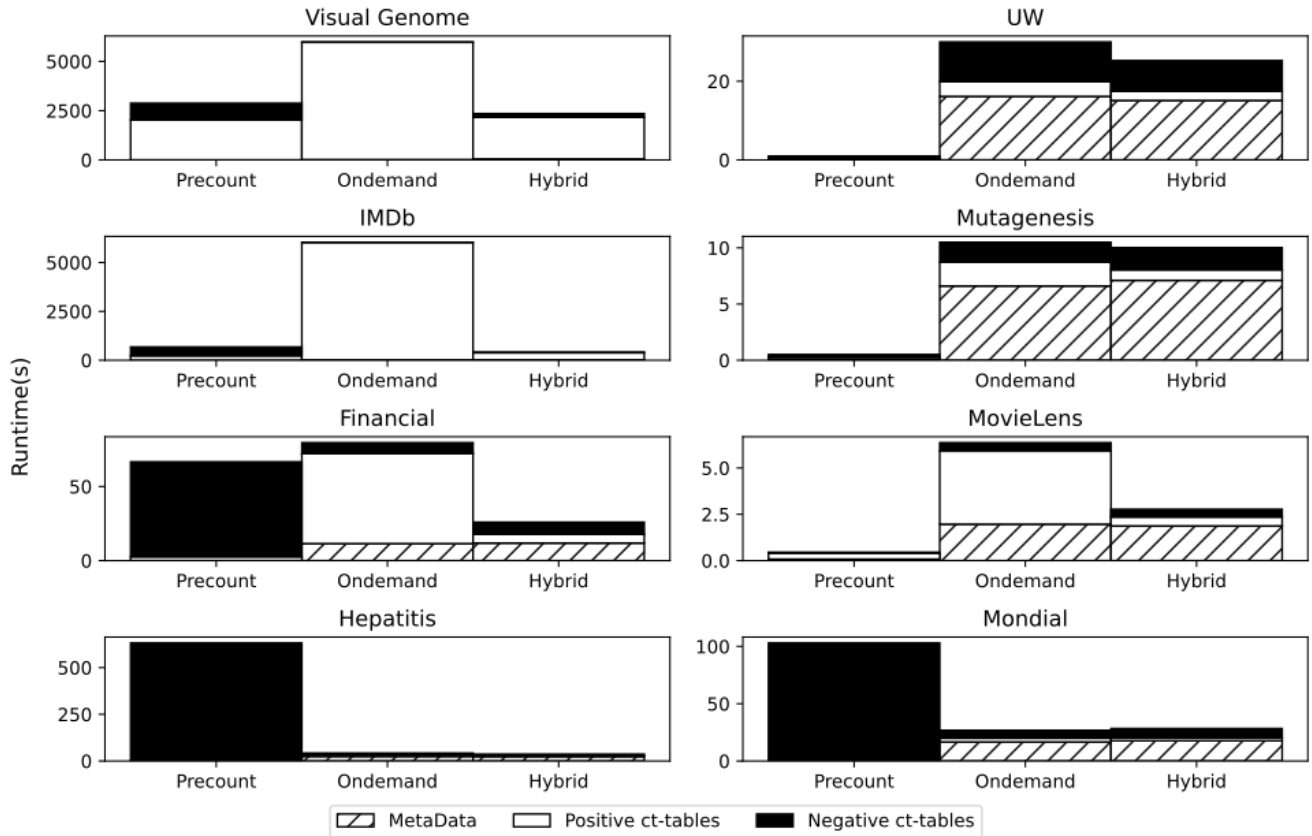 Visual Genome
5000
2500
0
Precount Ondemand Hybrid
UW
20
0
Precount Ondemand Hybrid
IMDb
5000
2500
0
Precount Ondemand Hybrid
Mutagenesis
10
5
0
Precount Ondemand Hybrid
Runtime(s)
Financial
50
0
Precount Ondemand Hybrid
MovieLens
5.0
2.5
0.0
Precount Ondemand Hybrid
Hepatitis
500
250
0
Precount Ondemand Hybrid
Mondial
100
50
0
Precount Ondemand Hybrid
MetaData Positive ct-tables Negative ct-tables